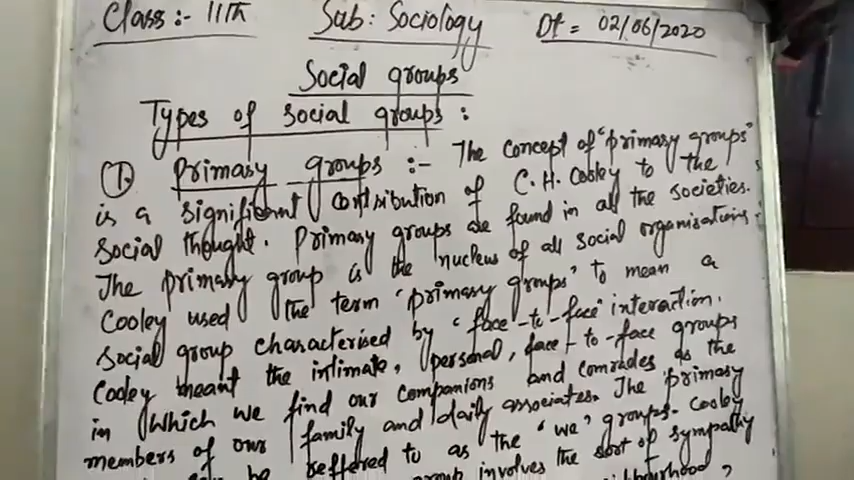 Class:- 11th Sub: Sociology Dt = 02/06/2020
Social groups
Types of social groups:
① Primary groups :- The concept of "primary groups"
is a significant contribution of C. H. Cooley to the
social thought. Primary groups are found in all the societies.
The primary group is the nucleus of all social organisations
Cooley used the term 'primary groups' to mean a
social group characterised by 'face-to-face' interaction.
Cooley meant the intimate, personal, face-to-face groups
in which we find our companions and comrades as the
members of our family and daily associates. The primary
be reffered to as the 'we' groups. Cooley
group involves the sort of sympathy